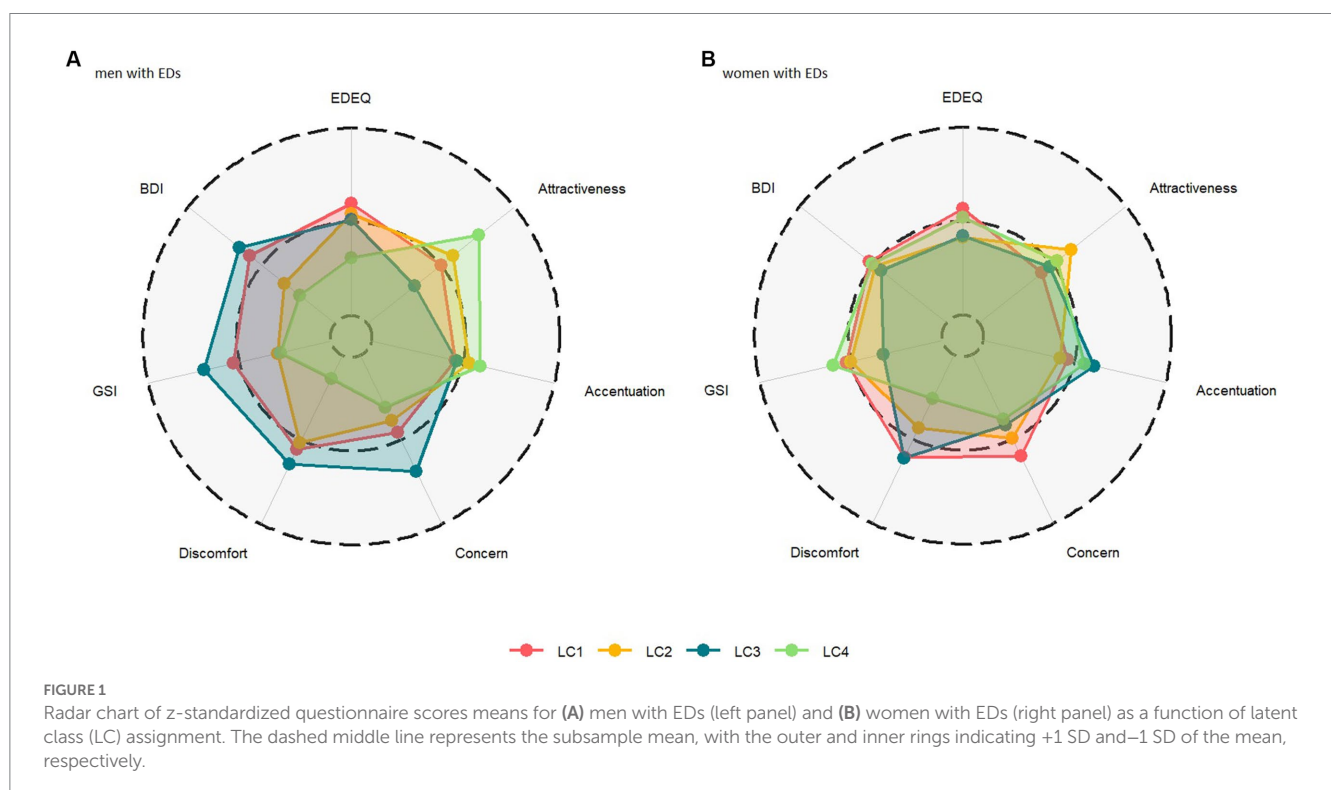 A
men with EDs
B
women with EDs
EDEQ
EDEQ
BDI
Attractiveness
BDI
Attractiveness
GSI
Accentuation
GSI
Accentuation
Discomfort
Concern
Discomfort
Concern
LC1 LC2 LC3 LC4
FIGURE 1
Radar chart of z-standardized questionnaire scores means for (A) men with EDs (left panel) and (B) women with EDs (right panel) as a function of latent
class (LC) assignment. The dashed middle line represents the subsample mean, with the outer and inner rings indicating +1 SD and−1 SD of the mean,
respectively.